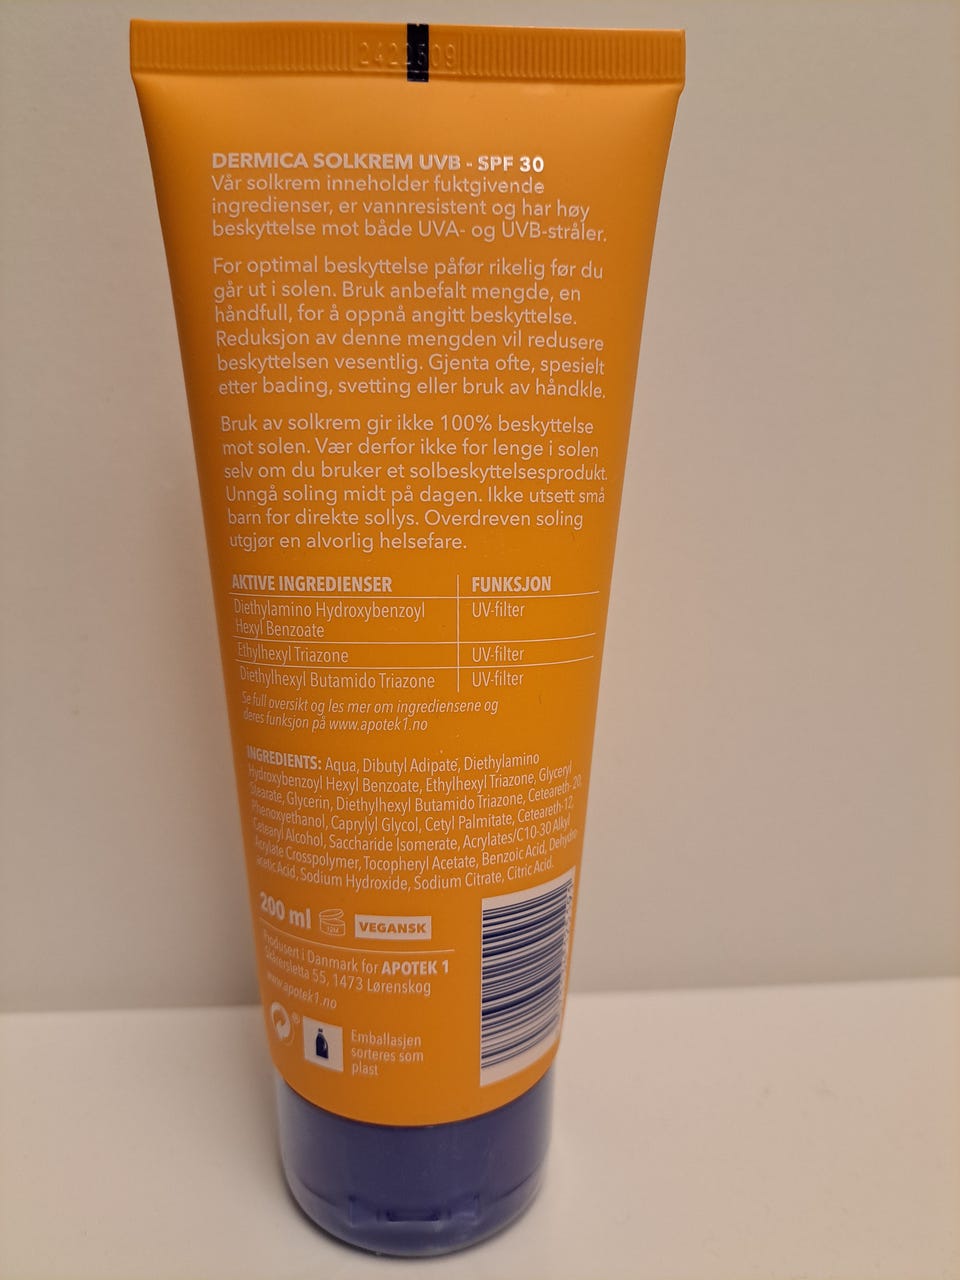 DERMICA SOLKREM UVB - SPF 30
Vår solkrem inneholder fuktgivende
ingredienser, er vannresistent og har høy
beskyttelse mot både UVA- og UVB-stråler.
For optimal beskyttelse påfør rikelig før du
går ut i solen. Bruk anbefalt mengde, en
håndfull, for å oppnå angitt beskyttelse.
Reduksjon av denne mengden vil redusere
beskyttelsen vesentlig. Gjenta ofte, spesielt
etter bading, svetting eller bruk av håndkle.
Bruk av solkrem gir ikke 100% beskyttelse
mot solen. Vær derfor ikke for lenge i solen
selv om du bruker et solbeskyttelsesprodukt.
Unngå soling midt på dagen. Ikke utsett små
barn for direkte sollys. Overdreven soling
utgjør en alvorlig helsefare.
AKTIVE INGREDIENSER FUNKSJON
Diethylamino Hydroxybenzoyl UV-filter
Hexyl Benzoate
Ethylhexyl Triazone UV-filter
Diethylhexyl Butamido Triazone UV-filter
Se full oversikt og les mer om ingrediensene og
deres funksjon på www.apotek1.no
INGREDIENTS: Aqua, Dibutyl Adipate, Diethylamino
Hydroxybenzoyl Hexyl Benzoate, Ethylhexyl Triazone, Glyceryl
Stearate, Glycerin, Diethylhexyl Butamido Triazone, Ceteareth-20,
Phenoxyethanol, Caprylyl Glycol, Cetyl Palmitate, Ceteareth-12,
Cetearyl Alcohol, Saccharide Isomerate, Acrylates/C10-30 Alkyl
Acrylate Crosspolymer, Tocopheryl Acetate, Benzoic Acid, Dehydro-
acetic Acid, Sodium Hydroxide, Sodium Citrate, Citric Acid.
200 ml 12M VEGANSK
Produsert i Danmark for APOTEK 1
Skårersletta 55, 1473 Lørenskog
www.apotek1.no
Emballasjen
sorteres som
plast